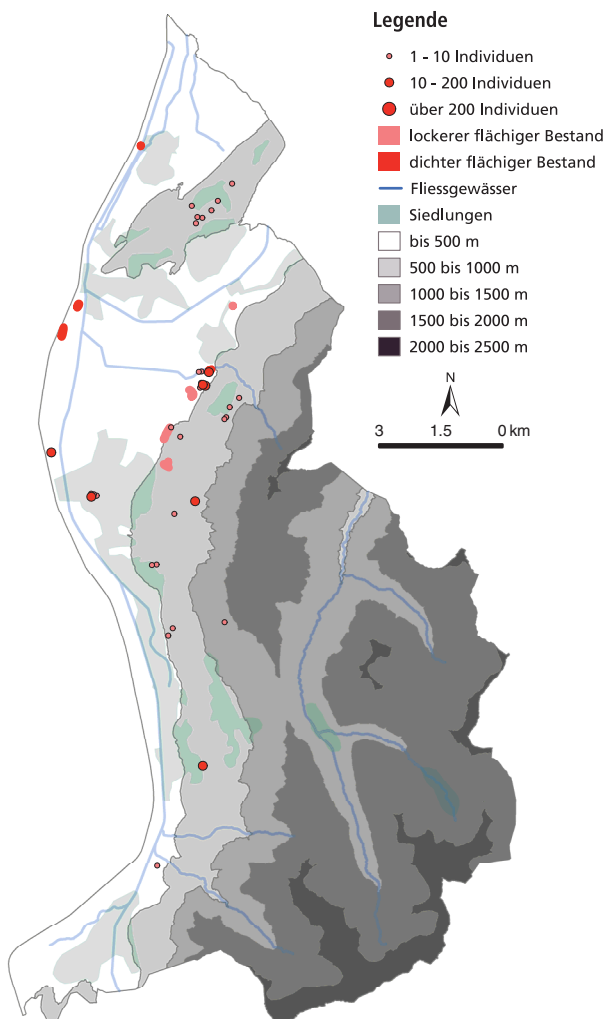 Legende
1 - 10 Individuen
10 - 200 Individuen
über 200 Individuen
lockerer flächiger Bestand
dichter flächiger Bestand
Fliessgewässer
Siedlungen
bis 500 m
500 bis 1000 m
1000 bis 1500 m
1500 bis 2000 m
2000 bis 2500 m
N
3 1.5 0 km